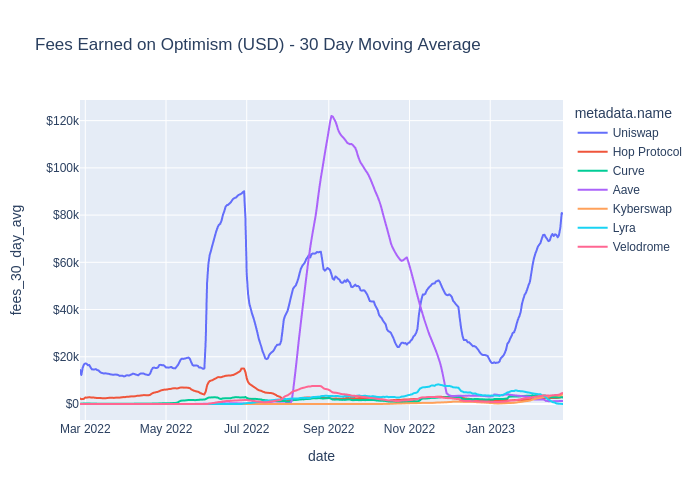 Fees Earned on Optimism (USD) - 30 Day Moving Average
metadata.name
Uniswap
Hop Protocol
Curve
Aave
Kyberswap
Lyra
Velodrome
fees_30_day_avg
$120k
$100k
$80k
$60k
$40k
$20k
$0
Mar 2022 May 2022 Jul 2022 Sep 2022 Nov 2022 Jan 2023
date